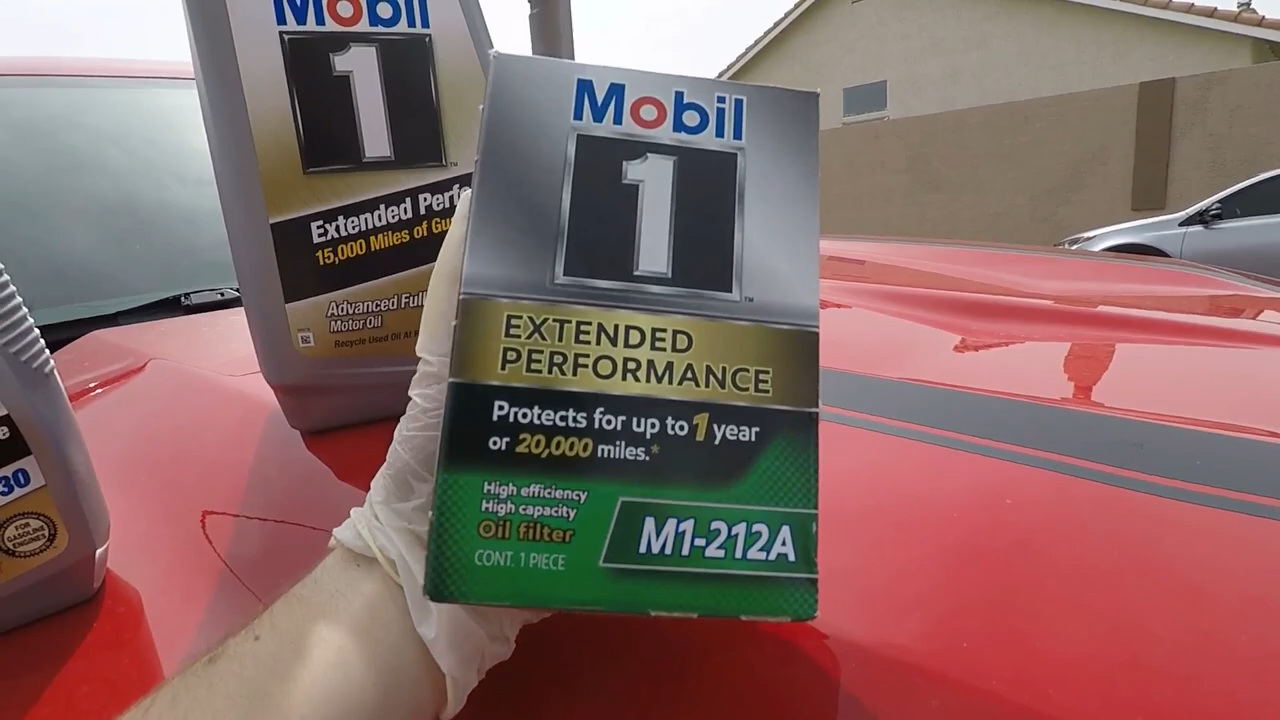 Mobil
1
Extended Perfo
15,000 Miles of Gu
Advanced Full
Motor Oil
Recycle Used Oil At
30
FOR
GASOLINE
ENGINES
Mobil
1
™
EXTENDED
PERFORMANCE
Protects for up to 1 year
or 20,000 miles.*
High efficiency
High capacity
Oil filter
CONT. 1 PIECE
M1-212A